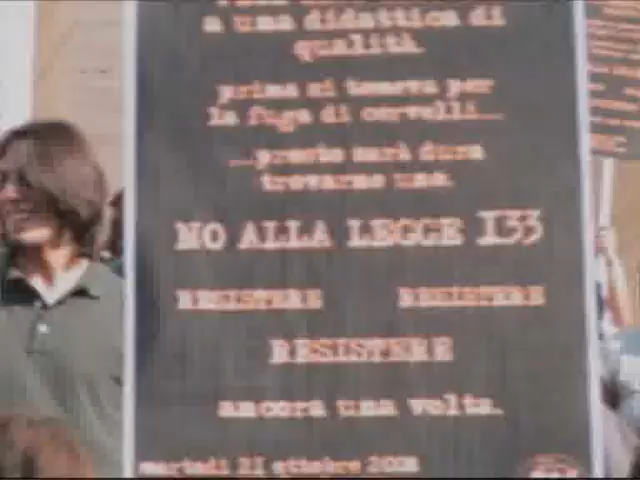 a una didattica di
qualità.
prima si temeva per
la fuga di cervelli...
...presto sarà dura
trovarne uno.
NO ALLA LEGGE 133
RESISTERE RESISTERE
RESISTERE
ancora una volta.
martedì 21 ottobre 2008